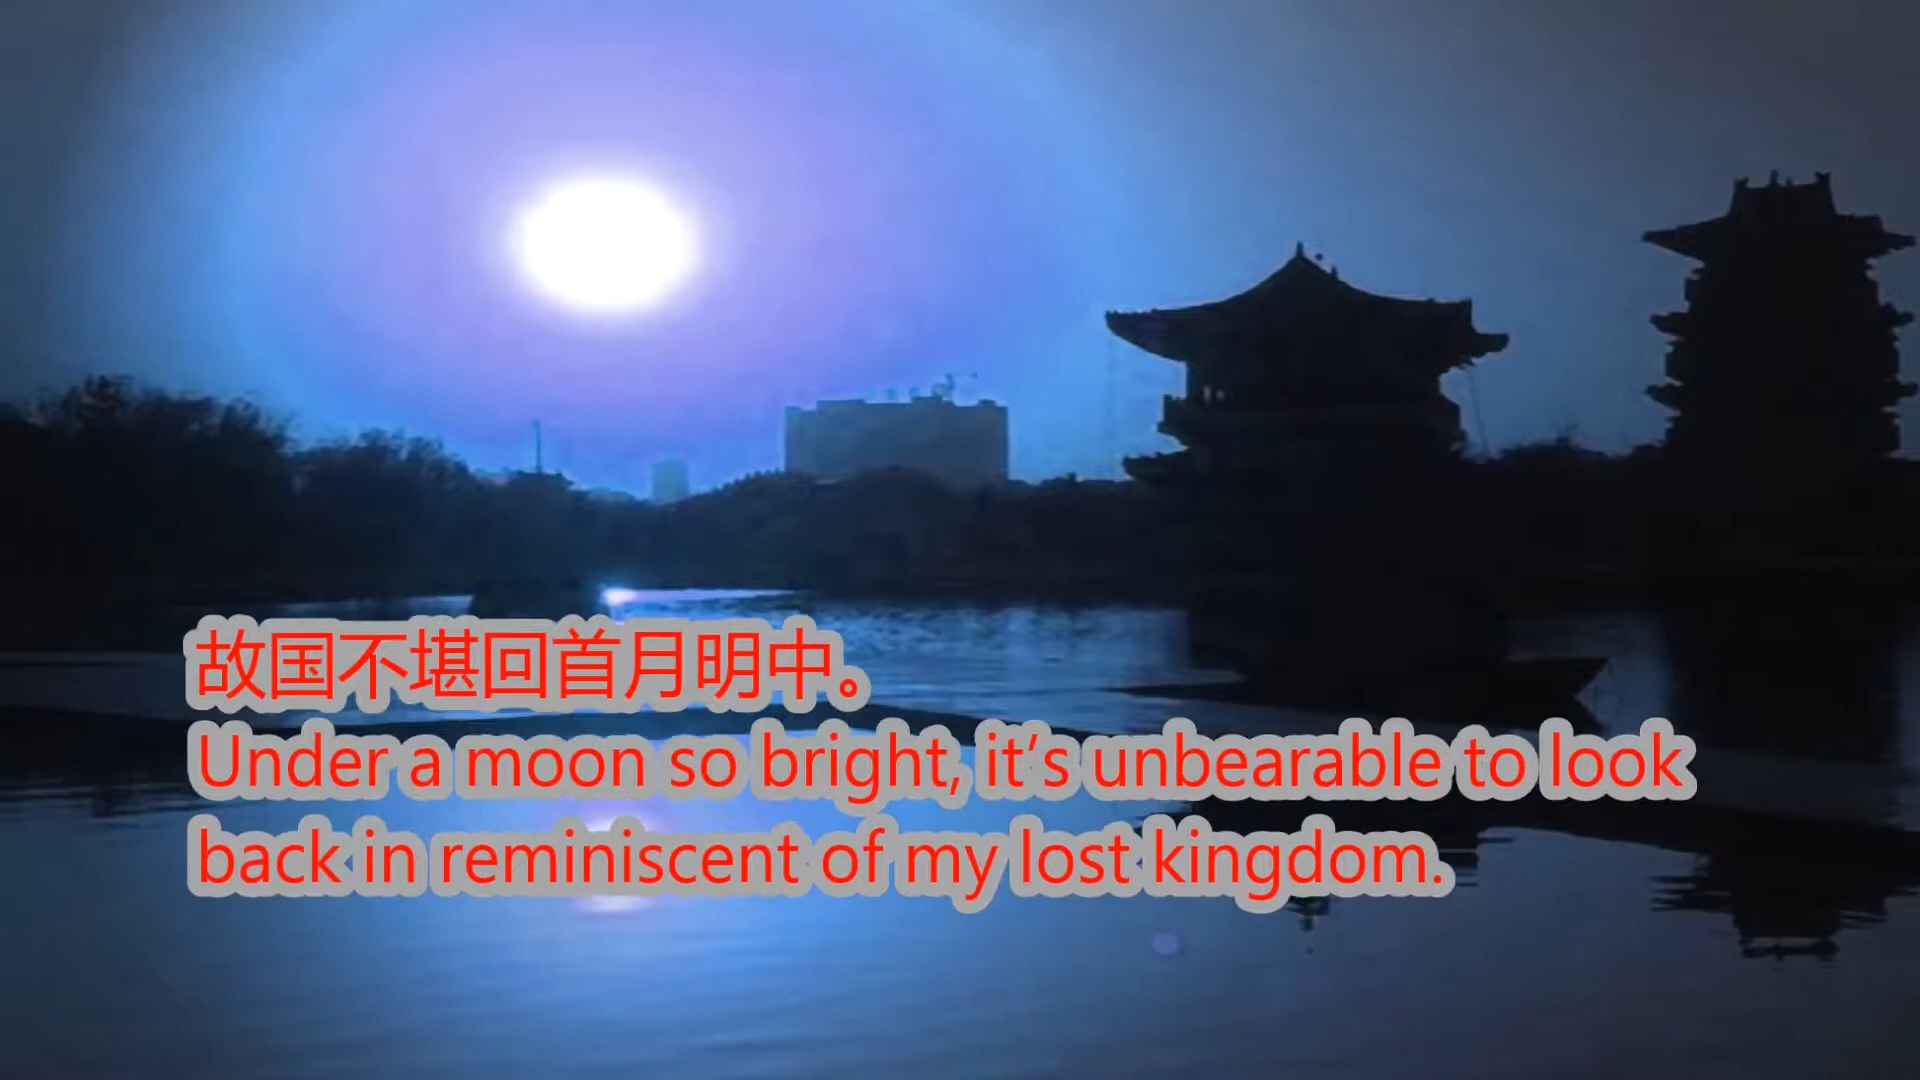 故国不堪回首月明中。
Under a moon so bright, it’s unbearable to look
back in reminiscent of my lost kingdom.